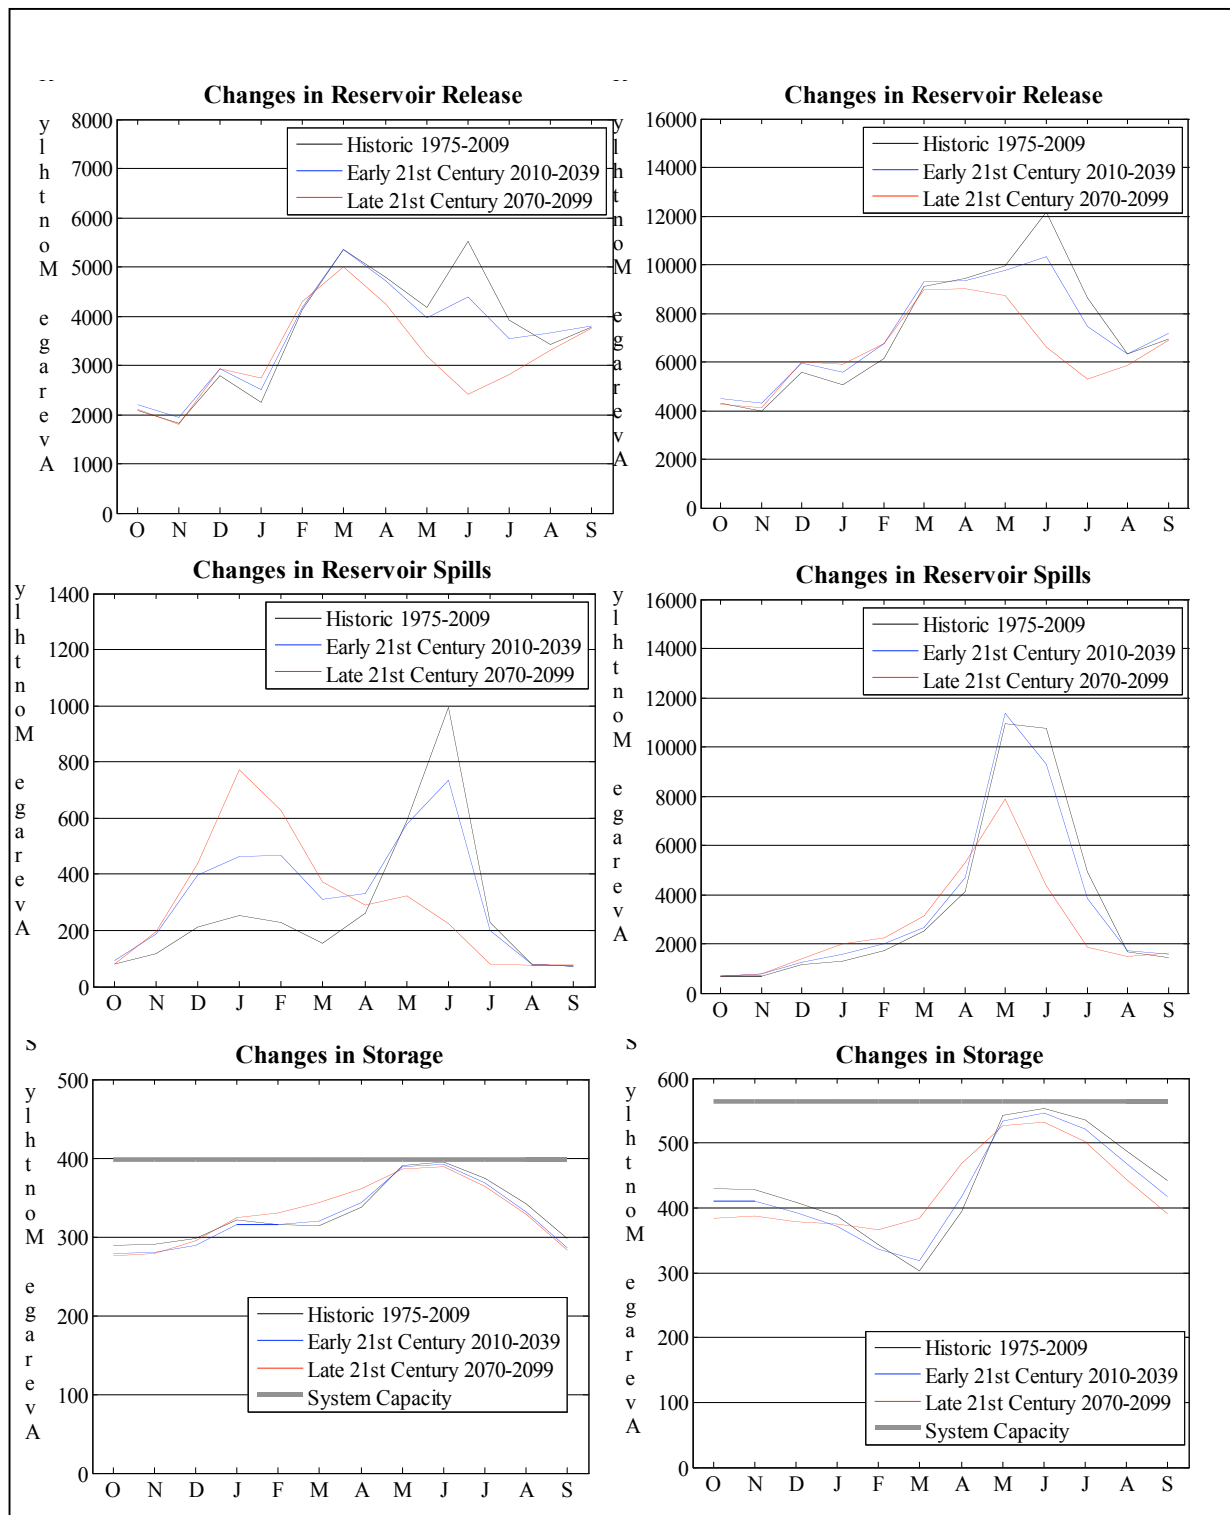 Changes in Reservoir Release
Average Monthly
8000
7000
6000
5000
4000
3000
2000
1000
0
Historic 1975-2009
Early 21st Century 2010-2039
Late 21st Century 2070-2099
O N D J F M A M J J A S
Changes in Reservoir Release
Average Monthly
16000
14000
12000
10000
8000
6000
4000
2000
0
Historic 1975-2009
Early 21st Century 2010-2039
Late 21st Century 2070-2099
O N D J F M A M J J A S
Changes in Reservoir Spills
Average Monthly
1400
1200
1000
800
600
400
200
0
Historic 1975-2009
Early 21st Century 2010-2039
Late 21st Century 2070-2099
O N D J F M A M J J A S
Changes in Reservoir Spills
Average Monthly
16000
14000
12000
10000
8000
6000
4000
2000
0
Historic 1975-2009
Early 21st Century 2010-2039
Late 21st Century 2070-2099
O N D J F M A M J J A S
Changes in Storage
Average Monthly S
500
400
300
200
100
0
Historic 1975-2009
Early 21st Century 2010-2039
Late 21st Century 2070-2099
System Capacity
O N D J F M A M J J A S
Changes in Storage
Average Monthly S
600
500
400
300
200
100
0
Historic 1975-2009
Early 21st Century 2010-2039
Late 21st Century 2070-2099
System Capacity
O N D J F M A M J J A S